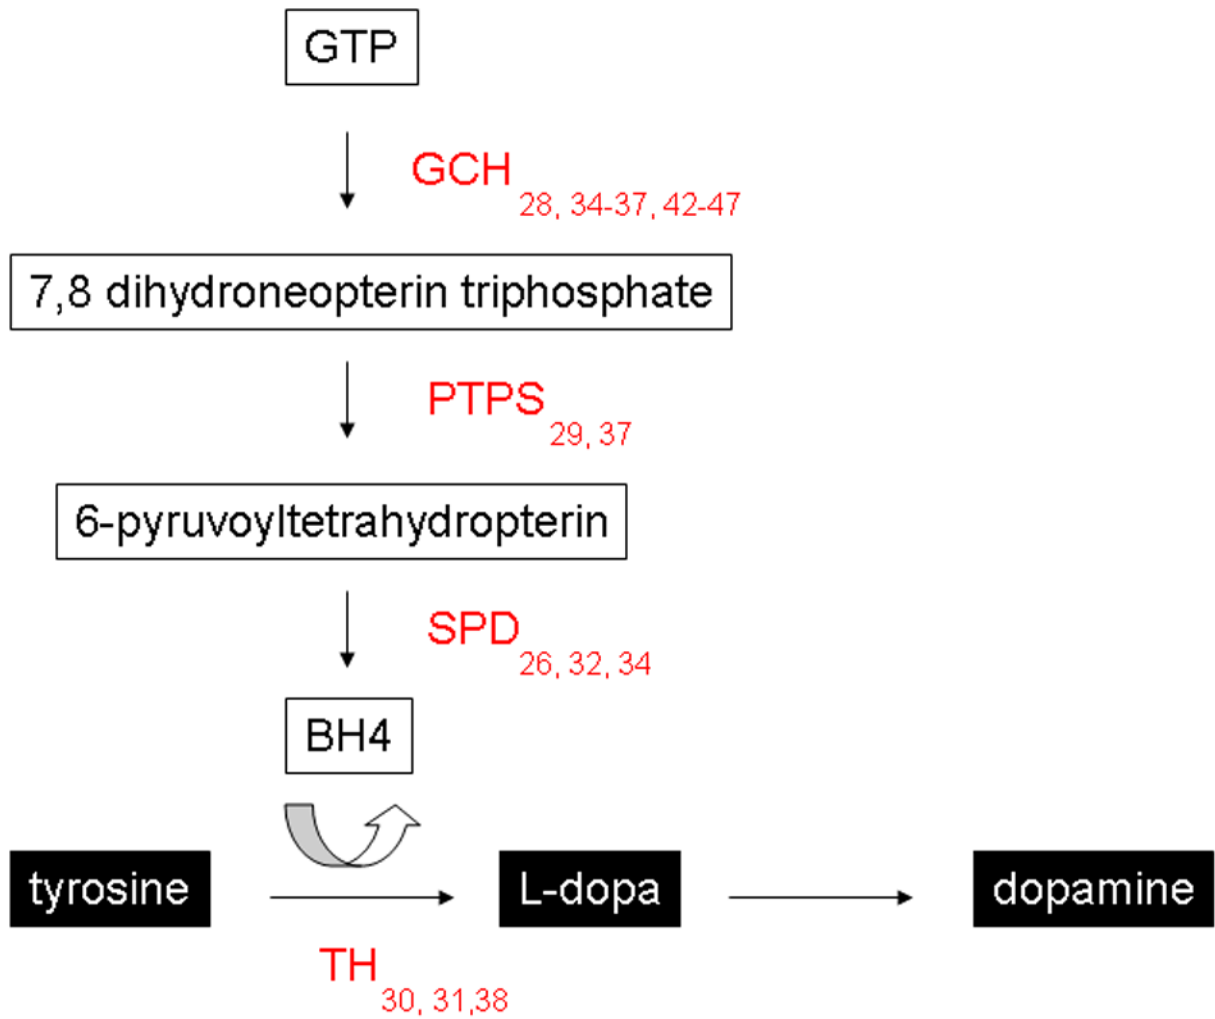 GTP
GCH
28, 34-37, 42-47
7,8 dihydroneopterin triphosphate
PTPS
29, 37
6-pyruvoyltetrahydropterin
SPD
26, 32, 34
BH4
tyrosine
L-dopa
dopamine
TH
30, 31,38